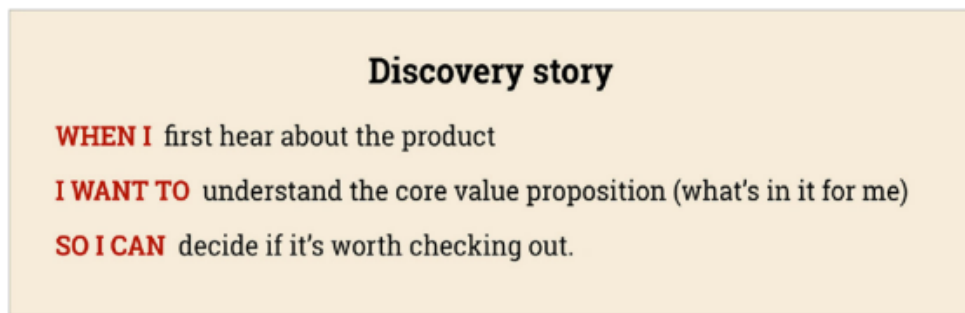 Discovery story
WHEN I first hear about the product
I WANT TO understand the core value proposition (what's in it for me)
SO I CAN decide if it's worth checking out.